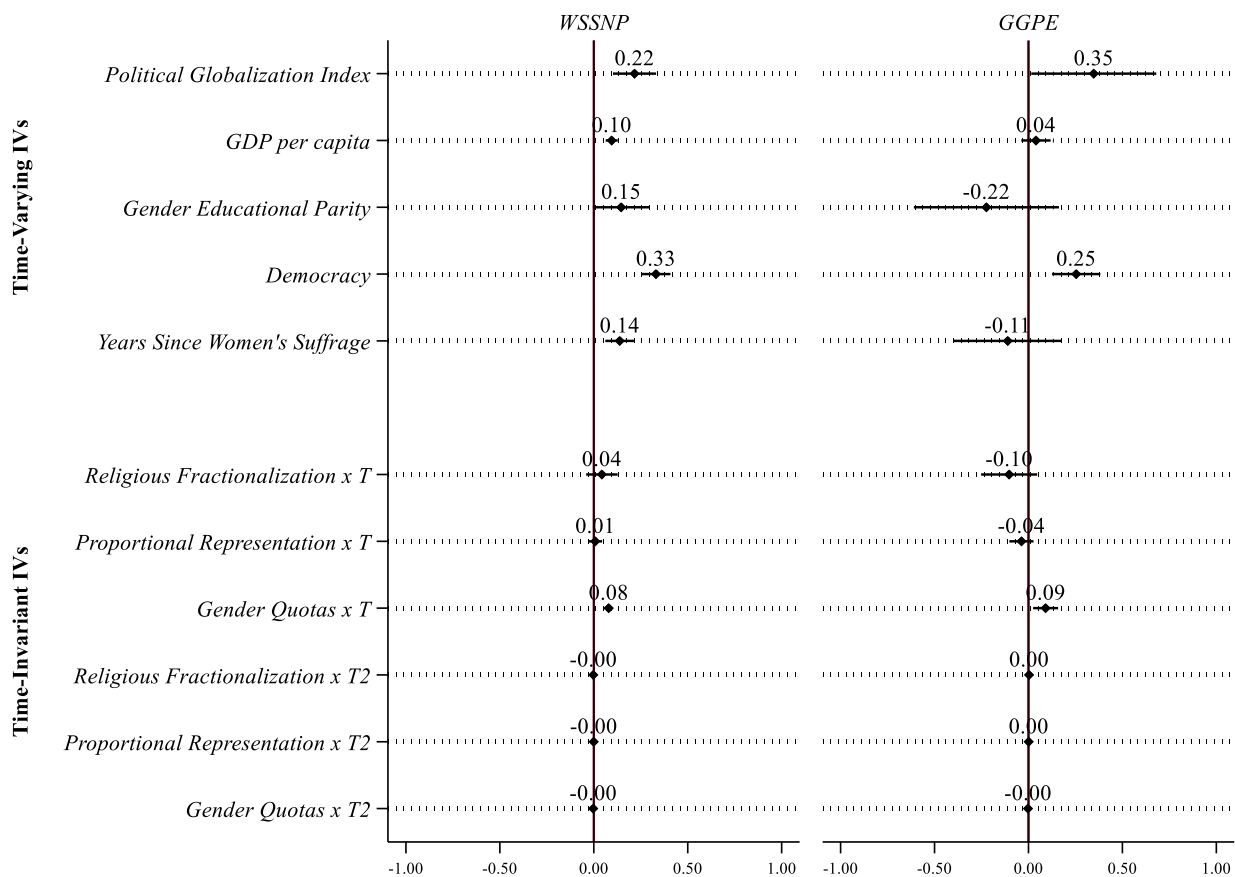 WSSNP GGPE
Time-Varying IVs
Political Globalization Index 0.22 0.35
GDP per capita 0.10 0.04
Gender Educational Parity 0.15 -0.22
Democracy 0.33 0.25
Years Since Women's Suffrage 0.14 -0.11
Time-Invariant IVs
Religious Fractionalization x T 0.04 -0.10
Proportional Representation x T 0.01 -0.04
Gender Quotas x T 0.08 0.09
Religious Fractionalization x T2 -0.00 0.00
Proportional Representation x T2 -0.00 0.00
Gender Quotas x T2 -0.00 -0.00
-1.00 -0.50 0.00 0.50 1.00 -1.00 -0.50 0.00 0.50 1.00